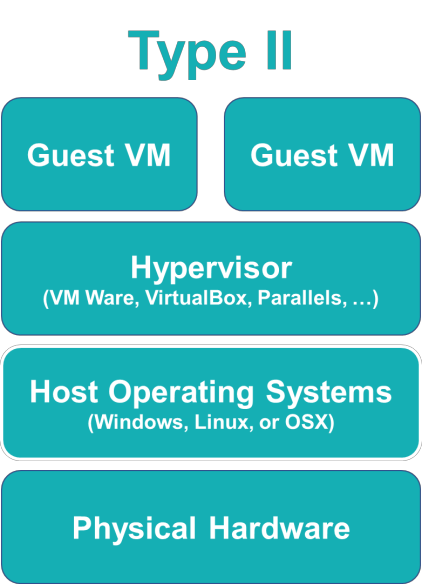 Type II
Guest VM
Guest VM
Hypervisor
(VM Ware, VirtualBox, Parallels, …)
Host Operating Systems
(Windows, Linux, or OSX)
Physical Hardware